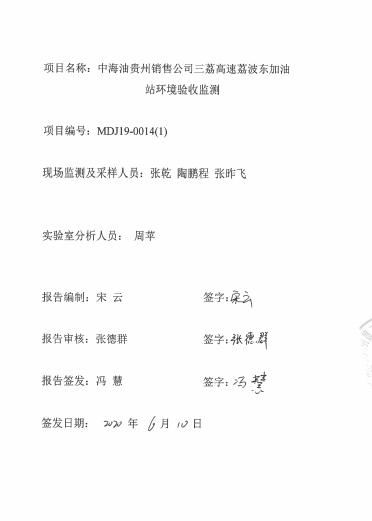 项目名称：中海油贵州销售公司三荔高速荔波东加油
站环境验收监测
项目编号：MDJ19-0014(1)
现场监测及采样人员：张乾 陶鹏程 张昨飞
实验室分析人员： 周苹
报告编制：宋 云 签字：宋云
报告审核：张德群 签字：张德群
报告签发：冯 慧 签字：冯慧
签发日期： 2020 年 6 月 10 日